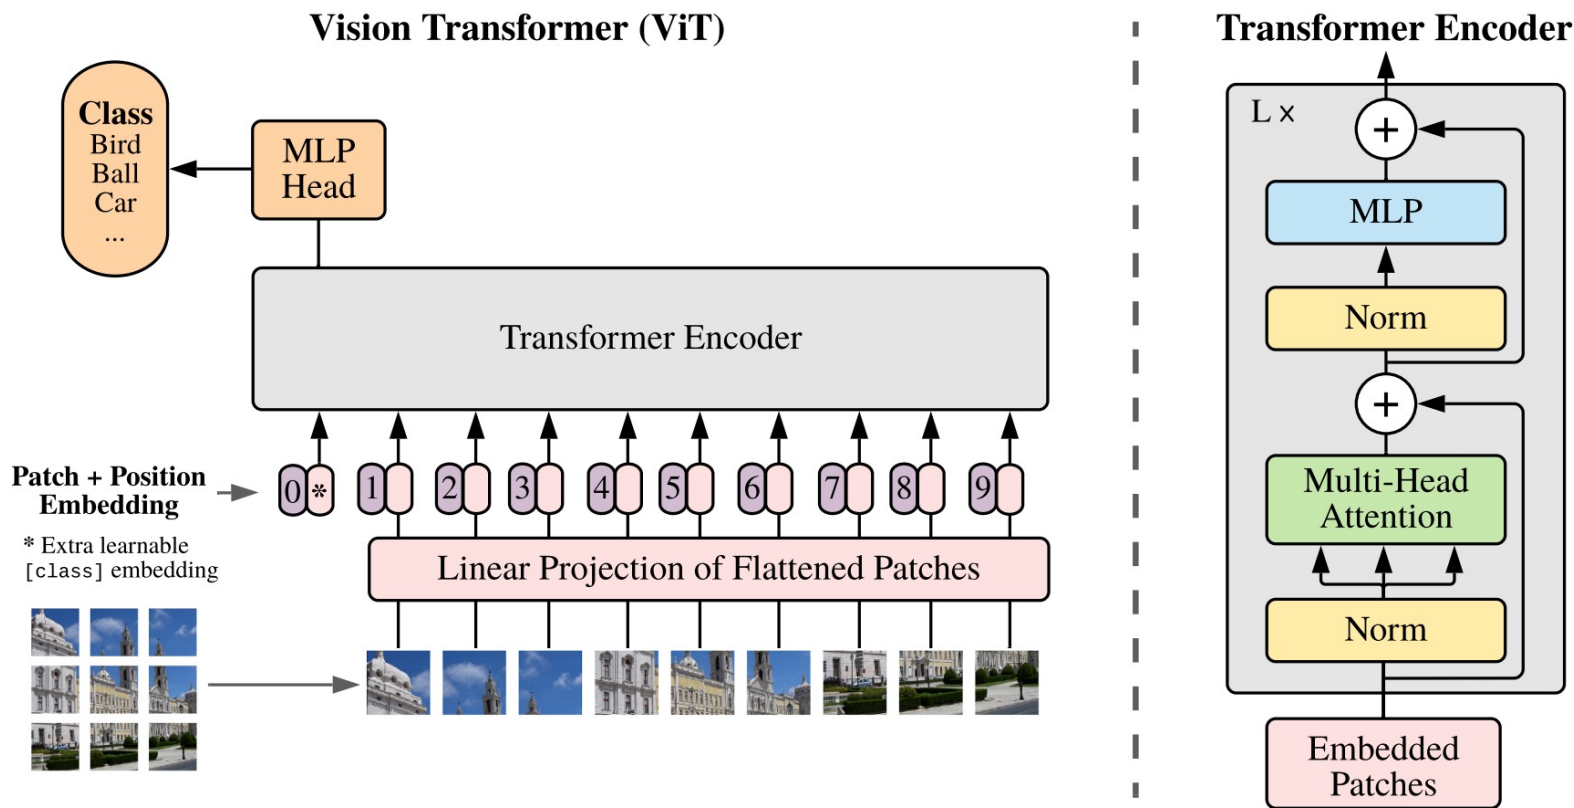 Vision Transformer (ViT)
Class
Bird
Ball
Car
...
MLP
Head
Transformer Encoder
Patch + Position
Embedding
0 * 1 2 3 4 5 6 7 8 9
* Extra learnable
[class] embedding
Linear Projection of Flattened Patches
Transformer Encoder
L ×
+
MLP
Norm
+
Multi-Head
Attention
Norm
Embedded
Patches